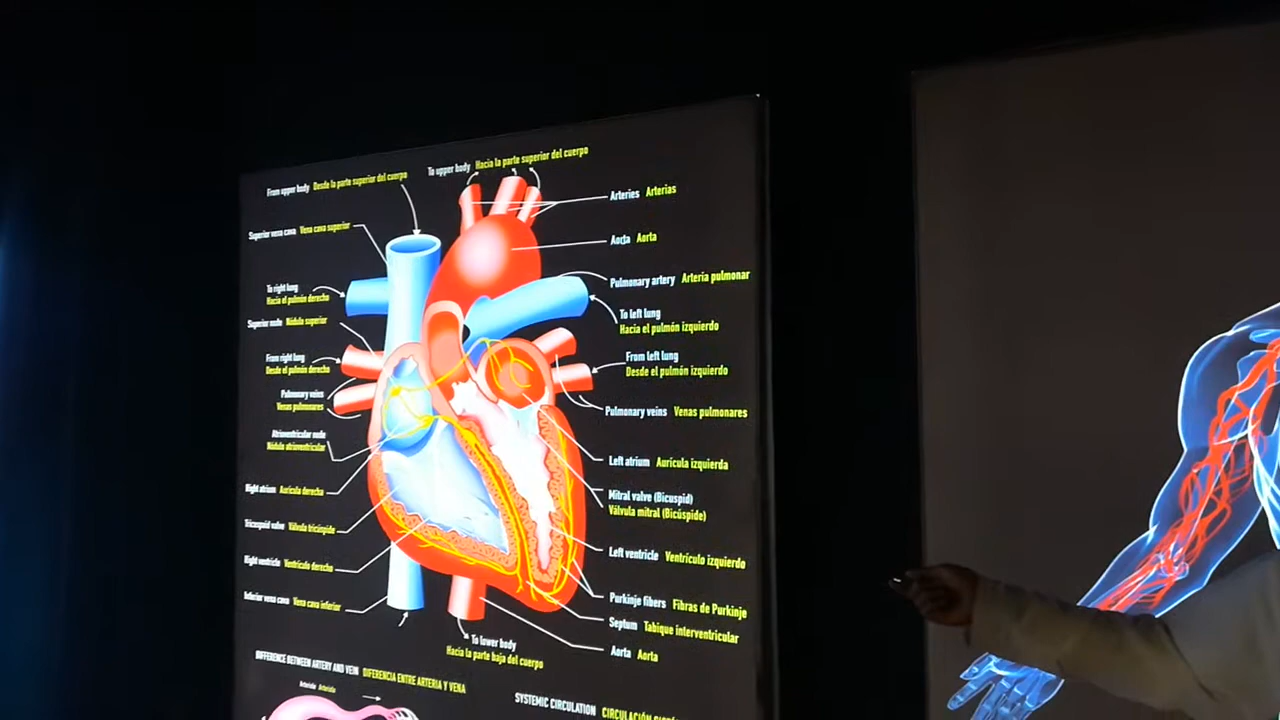 From upper body Desde la parte superior del cuerpo
To upper body Hacia la parte superior del cuerpo
Superior vena cava Vena cava superior
To right lung
Hacia el pulmón derecho
Superior node Nódulo superior
From right lung
Desde el pulmón derecho
Pulmonary veins
Venas pulmonares
Atrioventricular node
Nódulo atrioventricular
Right atrium Aurícula derecha
Tricuspid valve Válvula tricúspide
Right ventricle Ventrículo derecho
Inferior vena cava Vena cava inferior
Arteries Arterias
Aorta Aorta
Pulmonary artery Arteria pulmonar
To left lung
Hacia el pulmón izquierdo
From left lung
Desde el pulmón izquierdo
Pulmonary veins Venas pulmonares
Left atrium Aurícula izquierda
Mitral valve (Bicuspid)
Válvula mitral (Bicúspide)
Left ventricle Ventrículo izquierdo
Purkinje fibers Fibras de Purkinje
Septum Tabique interventricular
Aorta Aorta
To lower body
Hacia la parte baja del cuerpo
DIFFERENCE BETWEEN ARTERY AND VEIN DIFERENCIA ENTRE ARTERIA Y VENA
SYSTEMIC CIRCULATION CIRCULACIÓN